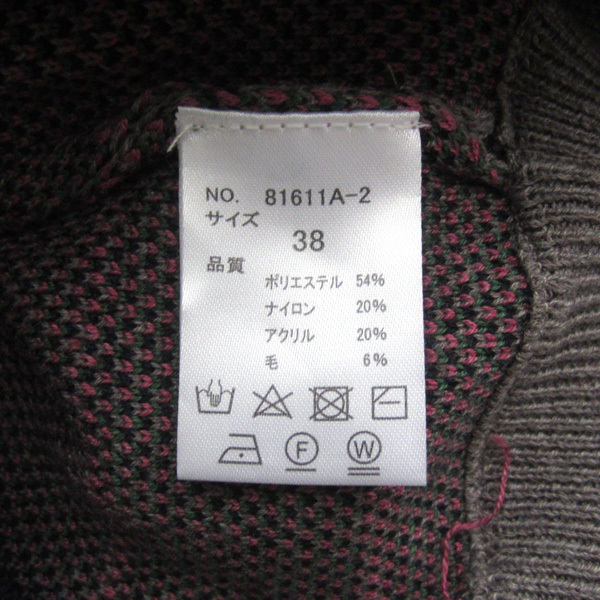 NO. 81611A-2
サイズ
38
品質
ポリエステル 54%
ナイロン 20%
アクリル 20%
毛 6%
F W